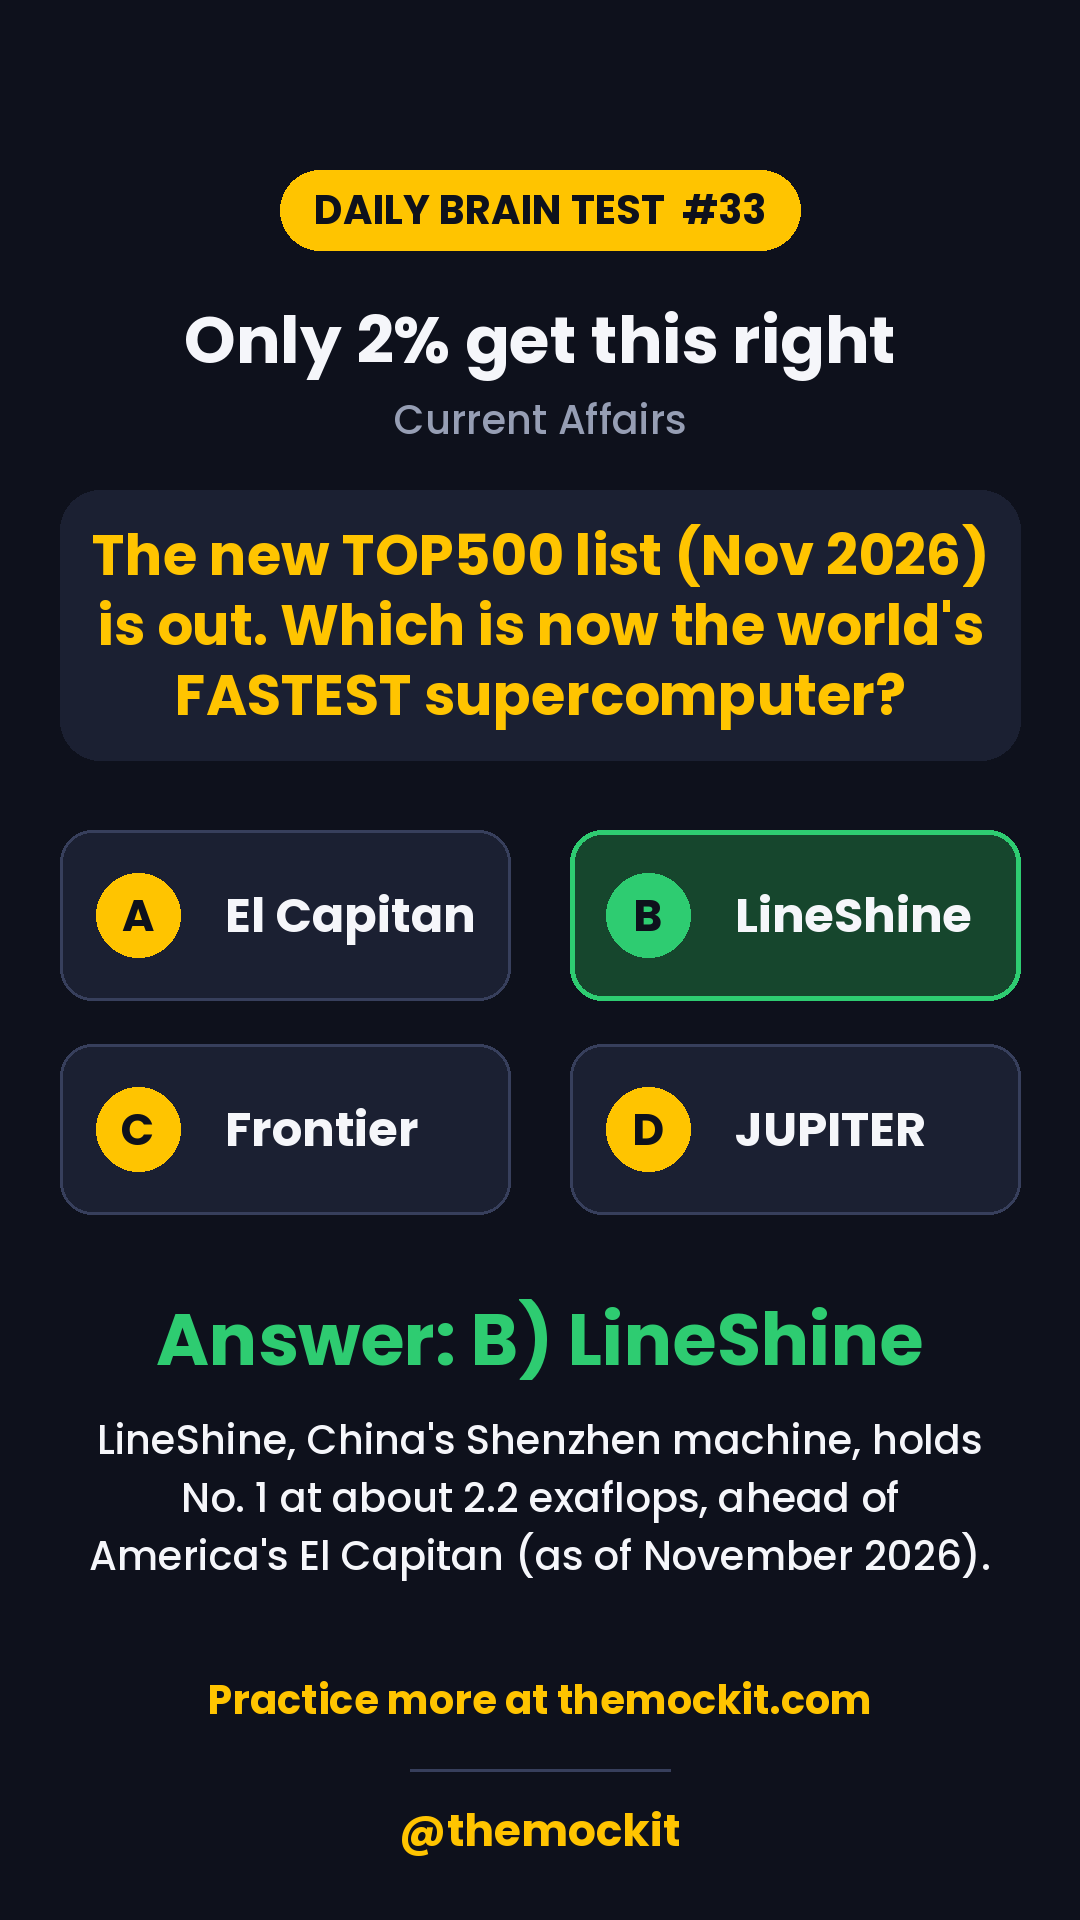 DAILY BRAIN TEST #33
Only 2% get this right
Current Affairs
The new TOP500 list (Nov 2026)
is out. Which is now the world's
FASTEST supercomputer?
A El Capitan
B LineShine
C Frontier
D JUPITER
Answer: B) LineShine
LineShine, China's Shenzhen machine, holds
No. 1 at about 2.2 exaflops, ahead of
America's El Capitan (as of November 2026).
Practice more at themockit.com
@themockit